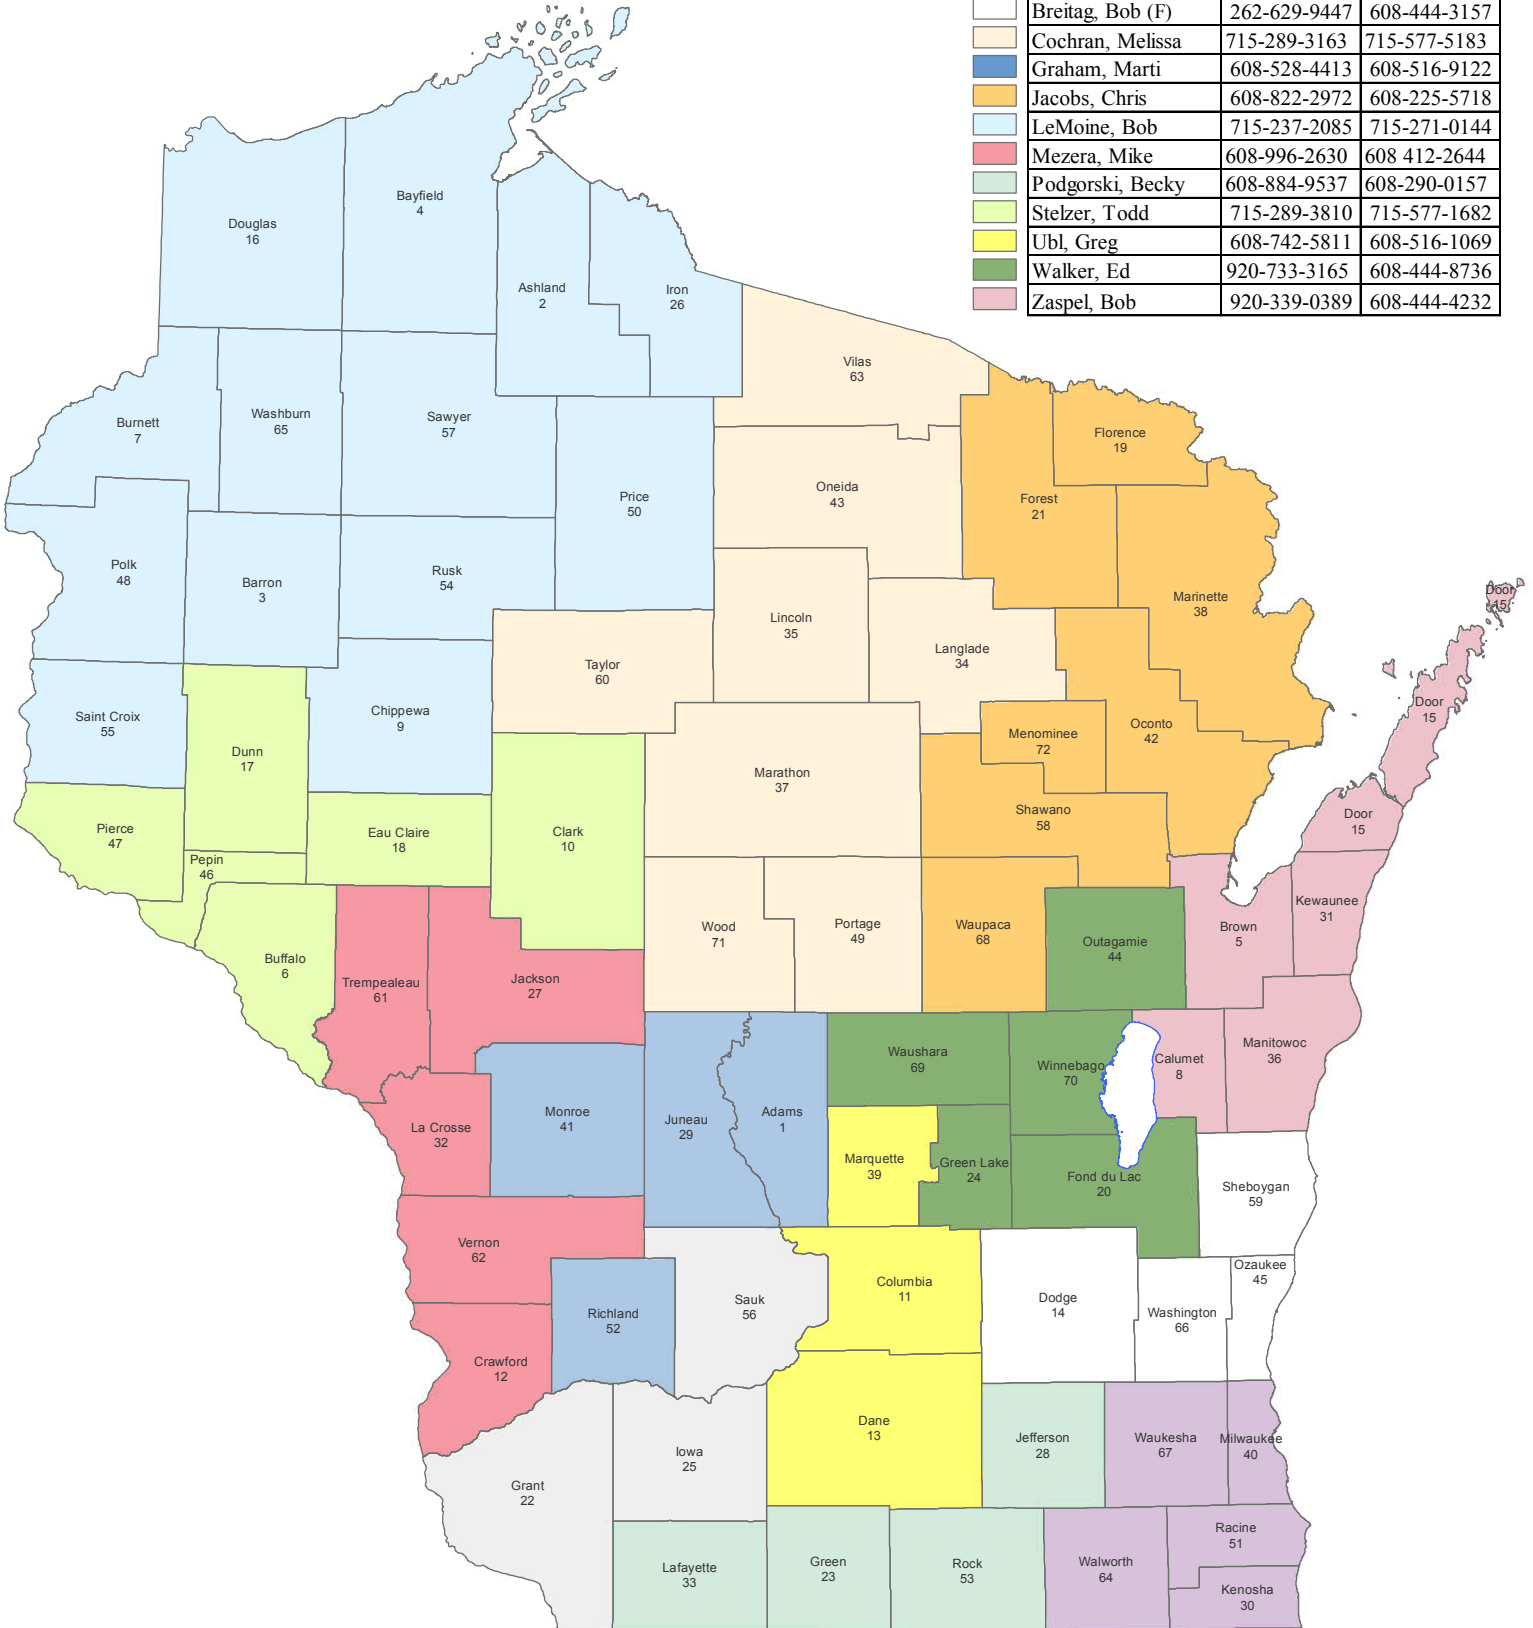 Breitag, Bob (F) 262-629-9447 608-444-3157
Cochran, Melissa 715-289-3163 715-577-5183
Graham, Marti 608-528-4413 608-516-9122
Jacobs, Chris 608-822-2972 608-225-5718
LeMoine, Bob 715-237-2085 715-271-0144
Mezera, Mike 608-996-2630 608 412-2644
Podgorski, Becky 608-884-9537 608-290-0157
Stelzer, Todd 715-289-3810 715-577-1682
Ubl, Greg 608-742-5811 608-516-1069
Walker, Ed 920-733-3165 608-444-8736
Zaspel, Bob 920-339-0389 608-444-4232
Bayfield
4
Douglas
16
Ashland
2
Iron
26
Vilas
63
Burnett
7
Washburn
65
Sawyer
57
Florence
19
Price
50
Oneida
43
Forest
21
Polk
48
Barron
3
Rusk
54
Marinette
38
Door
15
Lincoln
35
Langlade
34
Taylor
60
Saint Croix
55
Chippewa
9
Door
15
Dunn
17
Menominee
72
Oconto
42
Marathon
37
Pierce
47
Eau Claire
18
Clark
10
Shawano
58
Door
15
Pepin
46
Wood
71
Portage
49
Waupaca
68
Outagamie
44
Brown
5
Kewaunee
31
Buffalo
6
Trempealeau
61
Jackson
27
Waushara
69
Winnebago
70
Calumet
8
Manitowoc
36
La Crosse
32
Monroe
41
Juneau
29
Adams
1
Marquette
39
Green Lake
24
Fond du Lac
20
Sheboygan
59
Vernon
62
Richland
52
Sauk
56
Columbia
11
Dodge
14
Washington
66
Ozaukee
45
Crawford
12
Grant
22
Iowa
25
Dane
13
Jefferson
28
Waukesha
67
Milwaukee
40
Lafayette
33
Green
23
Rock
53
Walworth
64
Racine
51
Kenosha
30